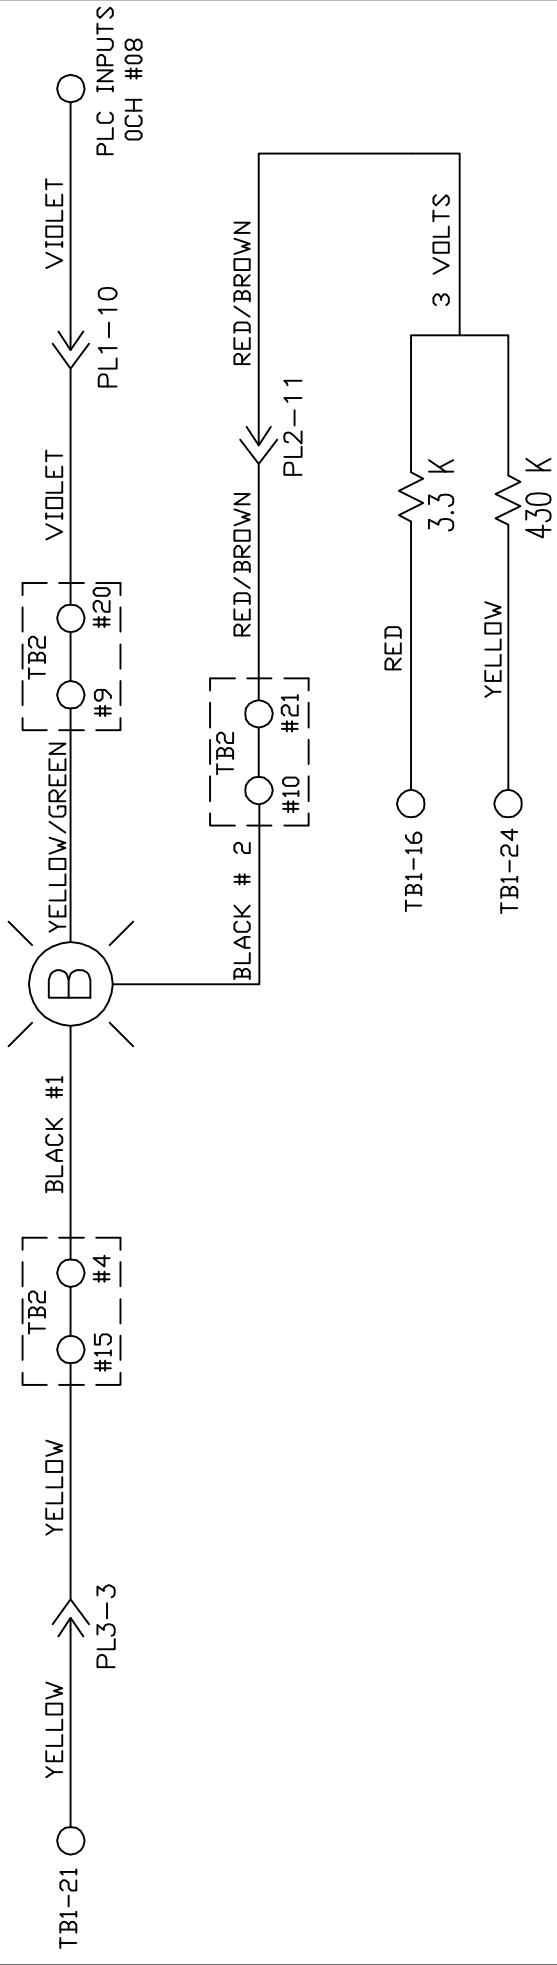 TB1-21
YELLOW
PL3-3
YELLOW
TB2
#15
#4
BLACK #1
B
YELLOW/GREEN
TB2
#9
#20
VIOLET
PL1-10
VIOLET
PLC INPUTS
0CH #08
BLACK # 2
TB2
#10
#21
RED/BROWN
PL2-11
RED/BROWN
TB1-16
RED
3.3 K
3 VOLTS
TB1-24
YELLOW
430 K